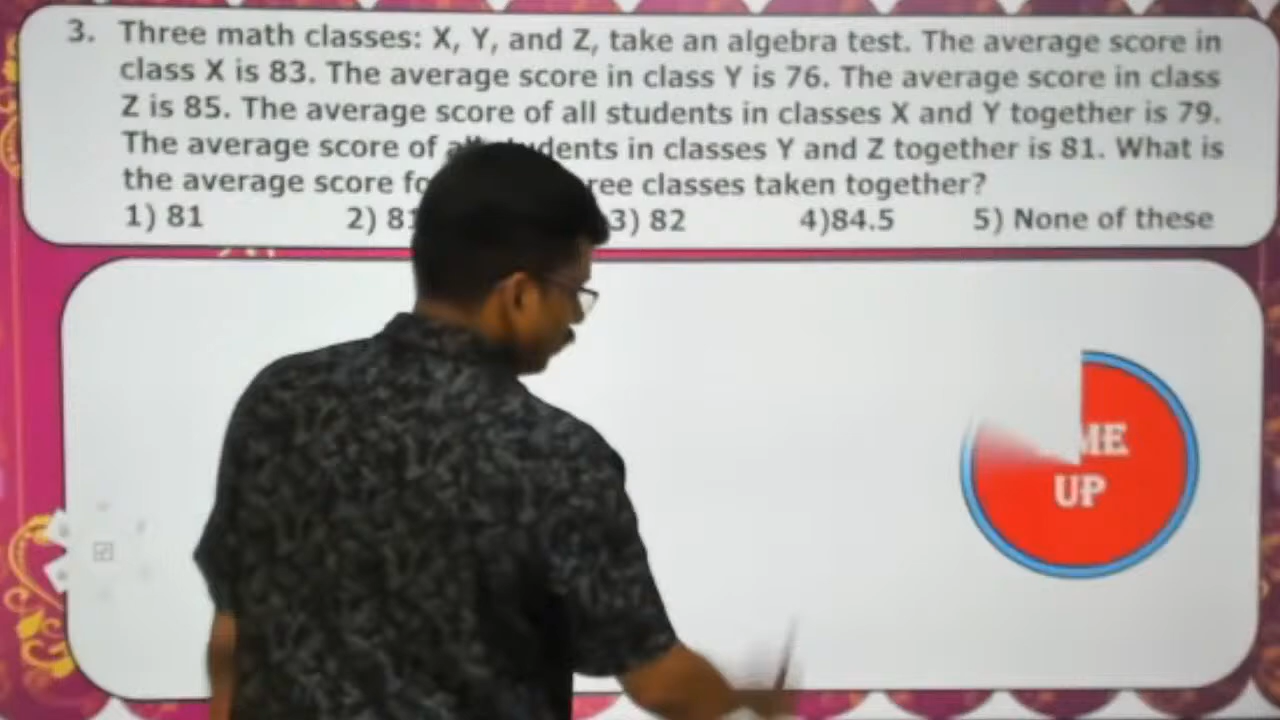 3. Three math classes: X, Y, and Z, take an algebra test. The average score in
class X is 83. The average score in class Y is 76. The average score in class
Z is 85. The average score of all students in classes X and Y together is 79.
The average score of all students in classes Y and Z together is 81. What is
the average score classes taken together?
1) 81 2) 3) 82 4)84.5 5) None of these
UP